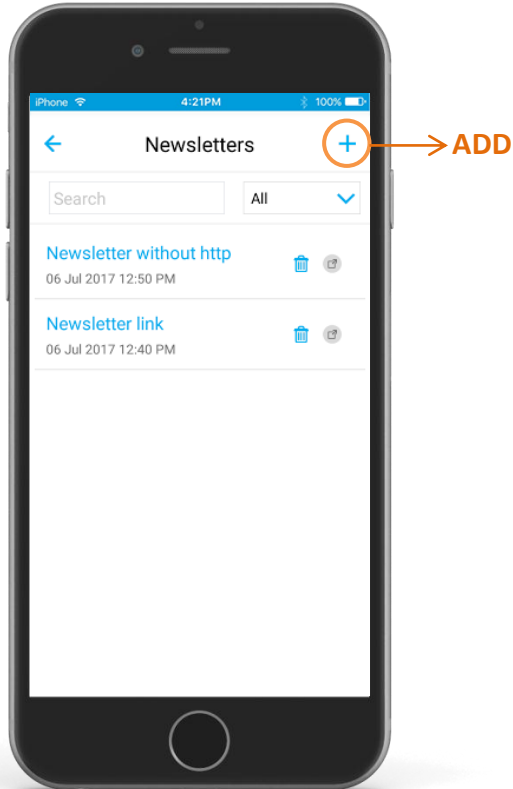 iPhone 4:21PM 100%
Newsletters
ADD
Search All
Newsletter without http
06 Jul 2017 12:50 PM
Newsletter link
06 Jul 2017 12:40 PM